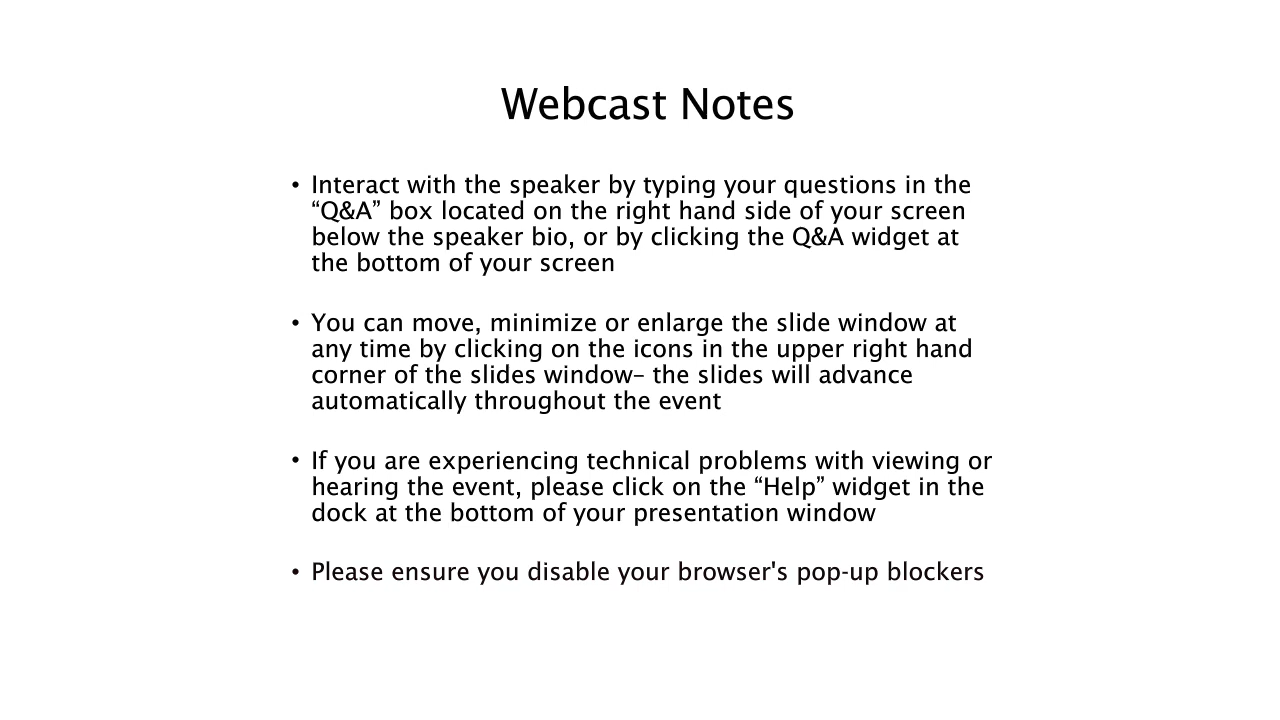 Webcast Notes
• Interact with the speaker by typing your questions in the
“Q&A” box located on the right hand side of your screen
below the speaker bio, or by clicking the Q&A widget at
the bottom of your screen
• You can move, minimize or enlarge the slide window at
any time by clicking on the icons in the upper right hand
corner of the slides window– the slides will advance
automatically throughout the event
• If you are experiencing technical problems with viewing or
hearing the event, please click on the “Help” widget in the
dock at the bottom of your presentation window
• Please ensure you disable your browser's pop-up blockers